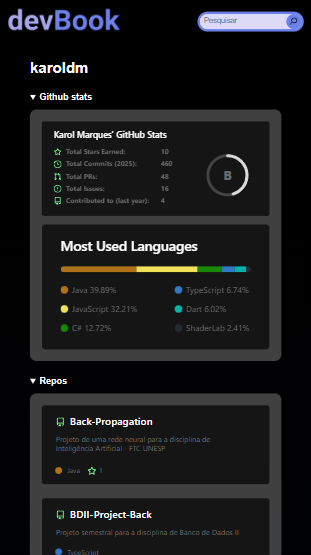 devBook
Pesquisar
karoldm
▼ Github stats
Karol Marques' GitHub Stats
Total Stars Earned: 10
Total Commits (2025): 460
Total PRs: 48
Total Issues: 16
Contributed to (last year): 4
B
Most Used Languages
Java 39.89%
TypeScript 6.74%
JavaScript 32.21%
Dart 6.02%
C# 12.72%
ShaderLab 2.41%
▼ Repos
Back-Propagation
Projeto de uma rede neural para a disciplina de
Inteligência Artificial - FTC UNESP
Java 1
BDII-Project-Back
Projeto semestral para a disciplina de Banco de Dados II
TypeScript